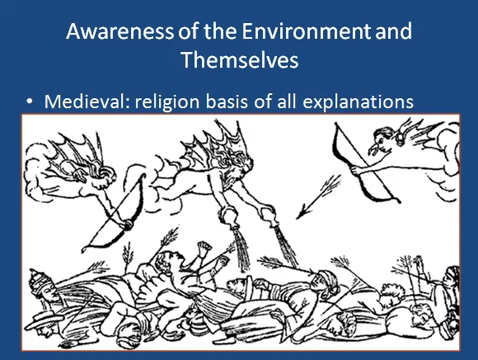 Awareness of the Environment and
Themselves
• Medieval: religion basis of all explanations